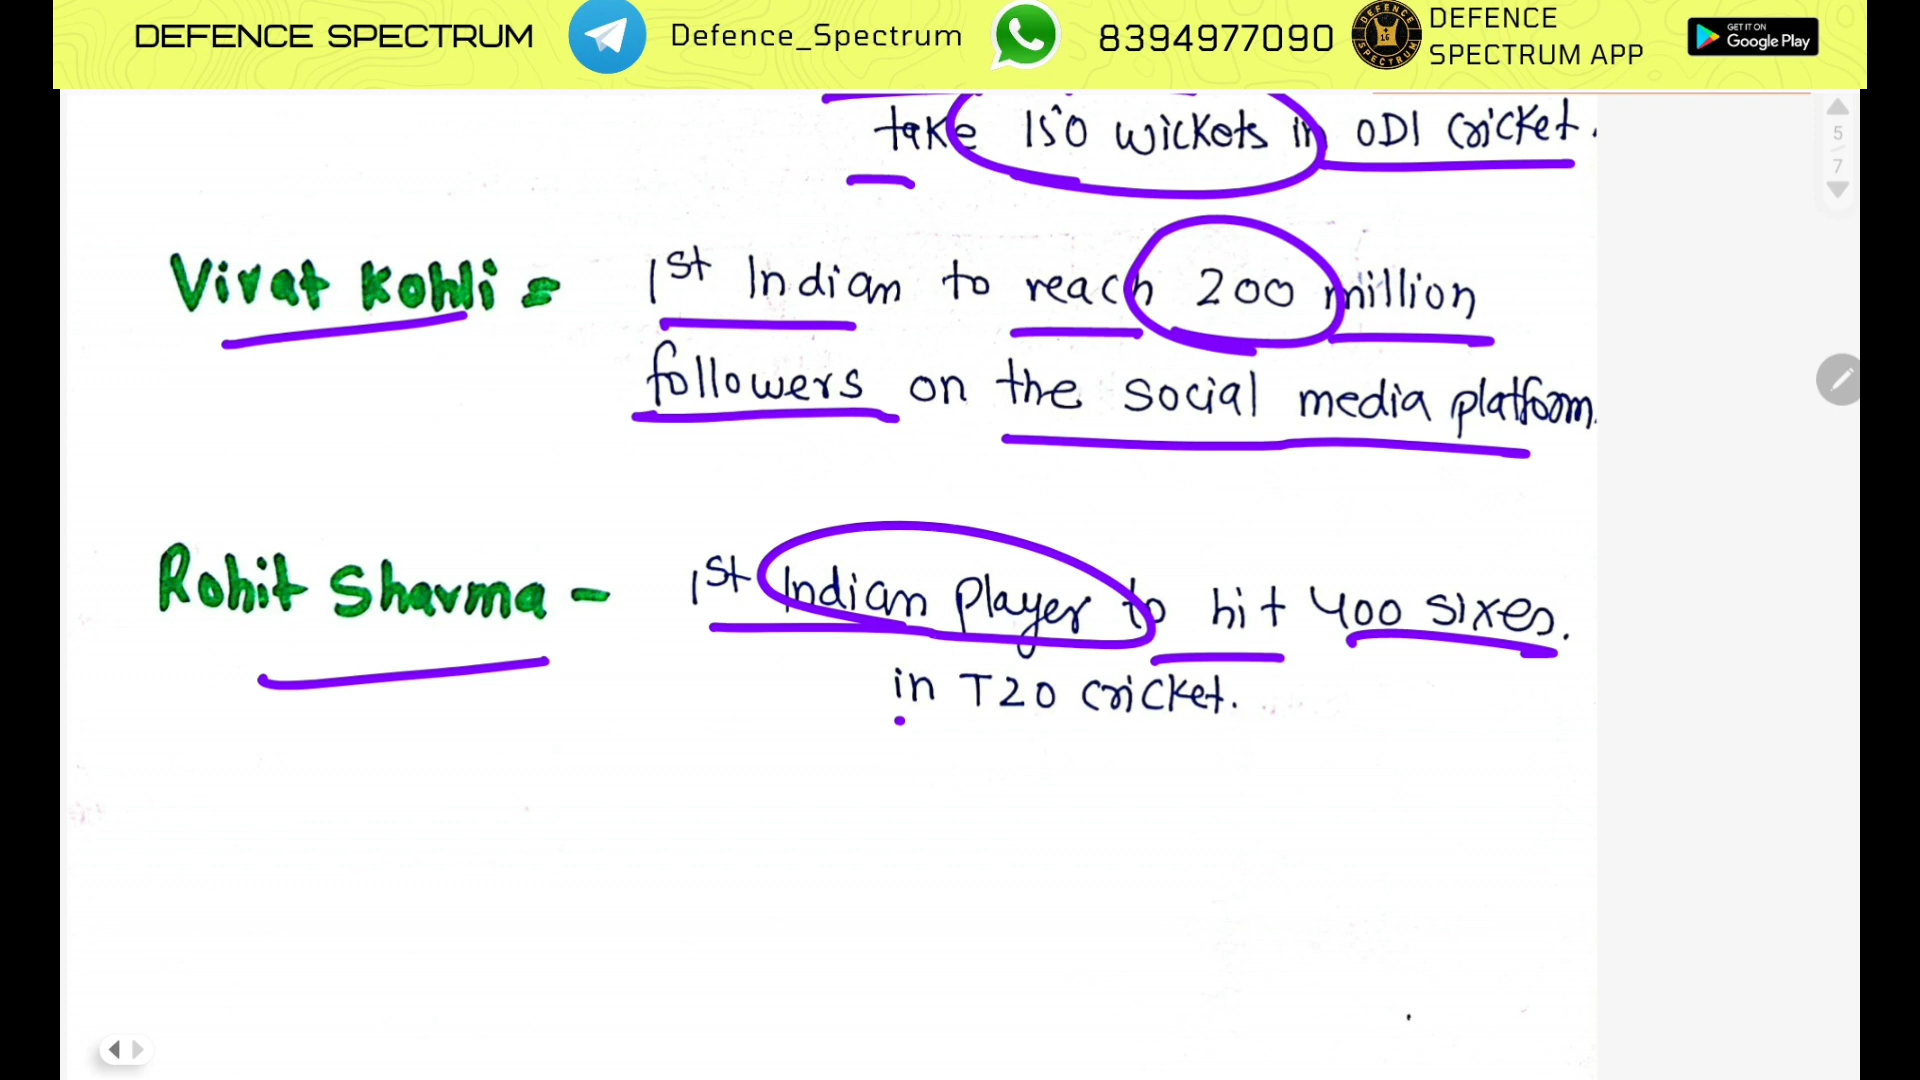 DEFENCE SPECTRUM
Defence_Spectrum
8394977090
DEFENCE
SPECTRUM APP
GET IT ON
Google Play
take 150 wickets in ODI cricket.
Virat Kohli = 1st Indian to reach 200 million
followers on the social media platform.
Rohit Sharma - 1st Indian player to hit 400 sixes.
in T20 cricket.
5
7